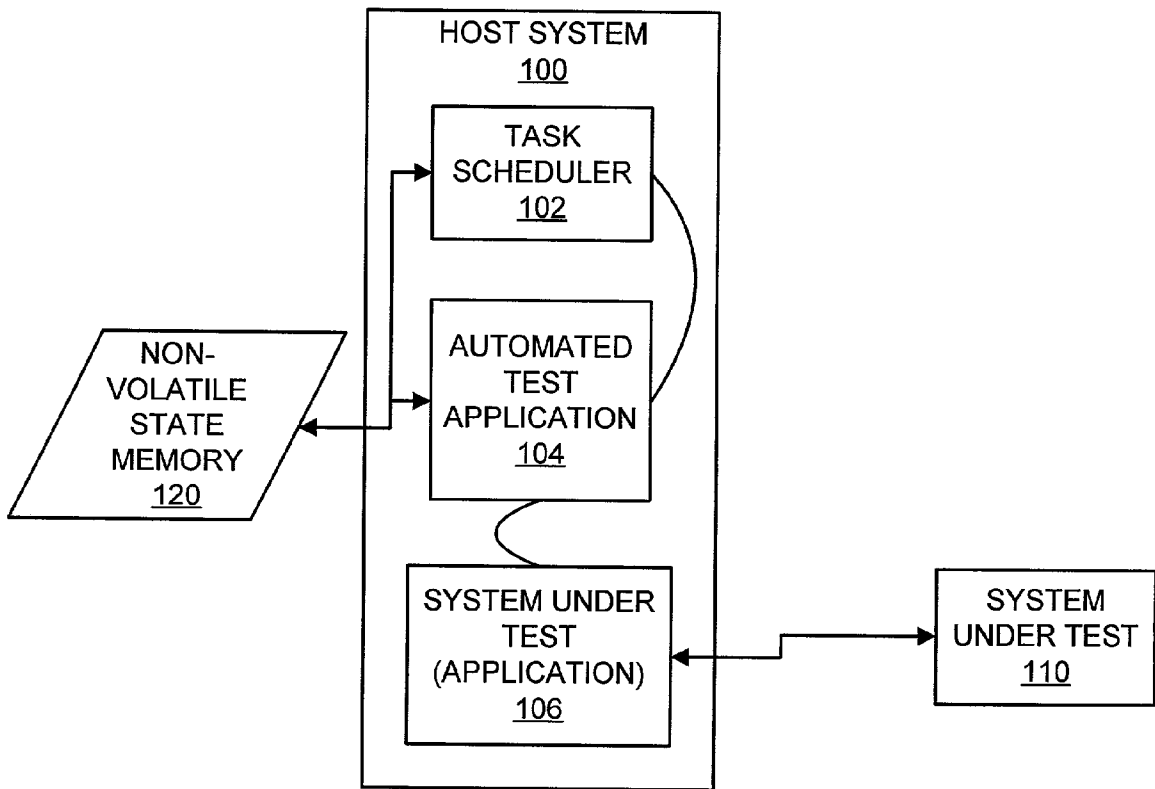 HOST SYSTEM
100
TASK
SCHEDULER
102
NON-
VOLATILE
STATE
MEMORY
120
AUTOMATED
TEST
APPLICATION
104
SYSTEM UNDER
TEST
(APPLICATION)
106
SYSTEM
UNDER TEST
110